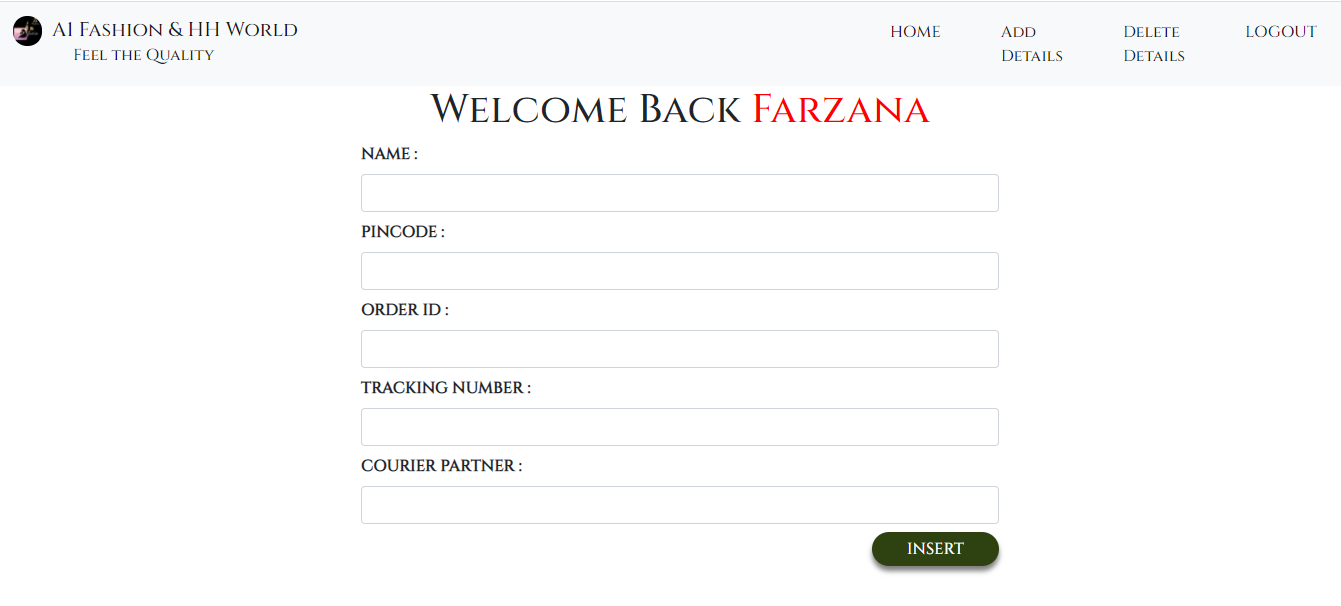 A1 Fashion & HH World
Feel the Quality
HOME
Add
Details
Delete
Details
LOGOUT
Welcome Back Farzana
NAME :
PINCODE :
ORDER ID :
TRACKING NUMBER :
COURIER PARTNER :
INSERT